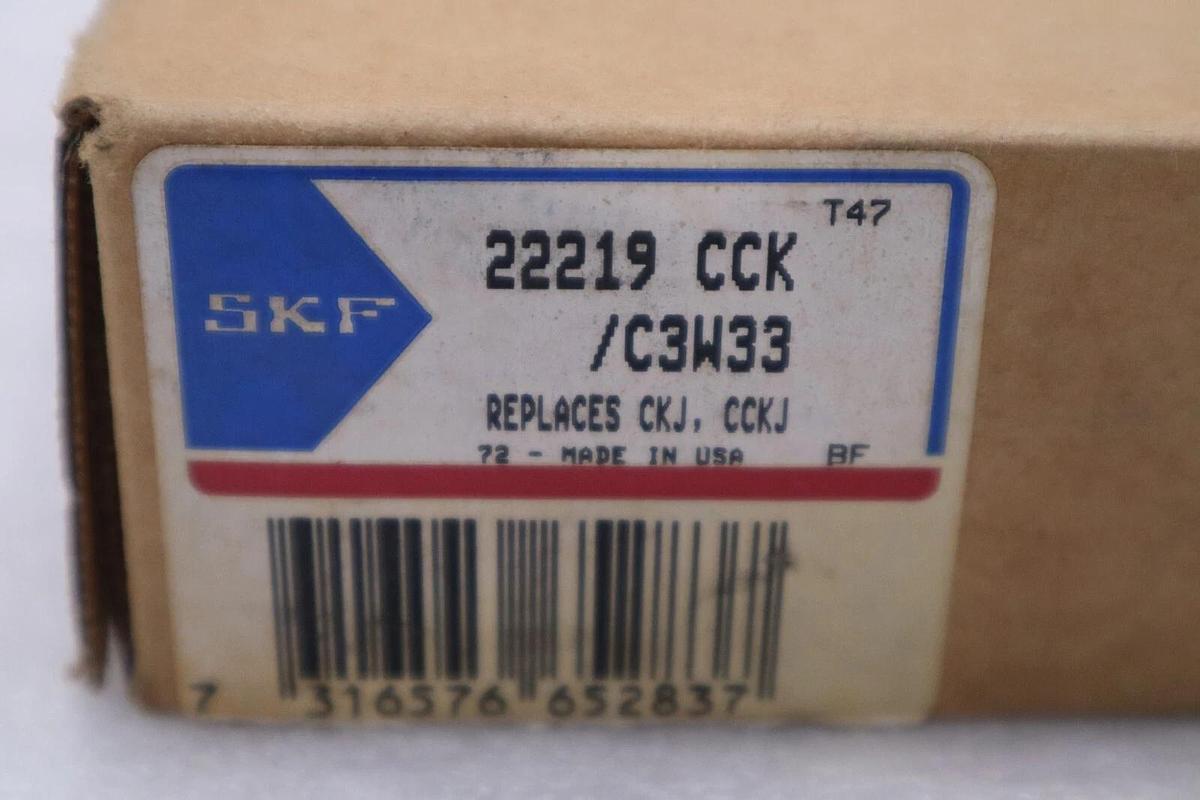 SKF
T47
22219 CCK
/C3W33
REPLACES CKJ, CCKJ
72 - MADE IN USA BF
7 316576 652837